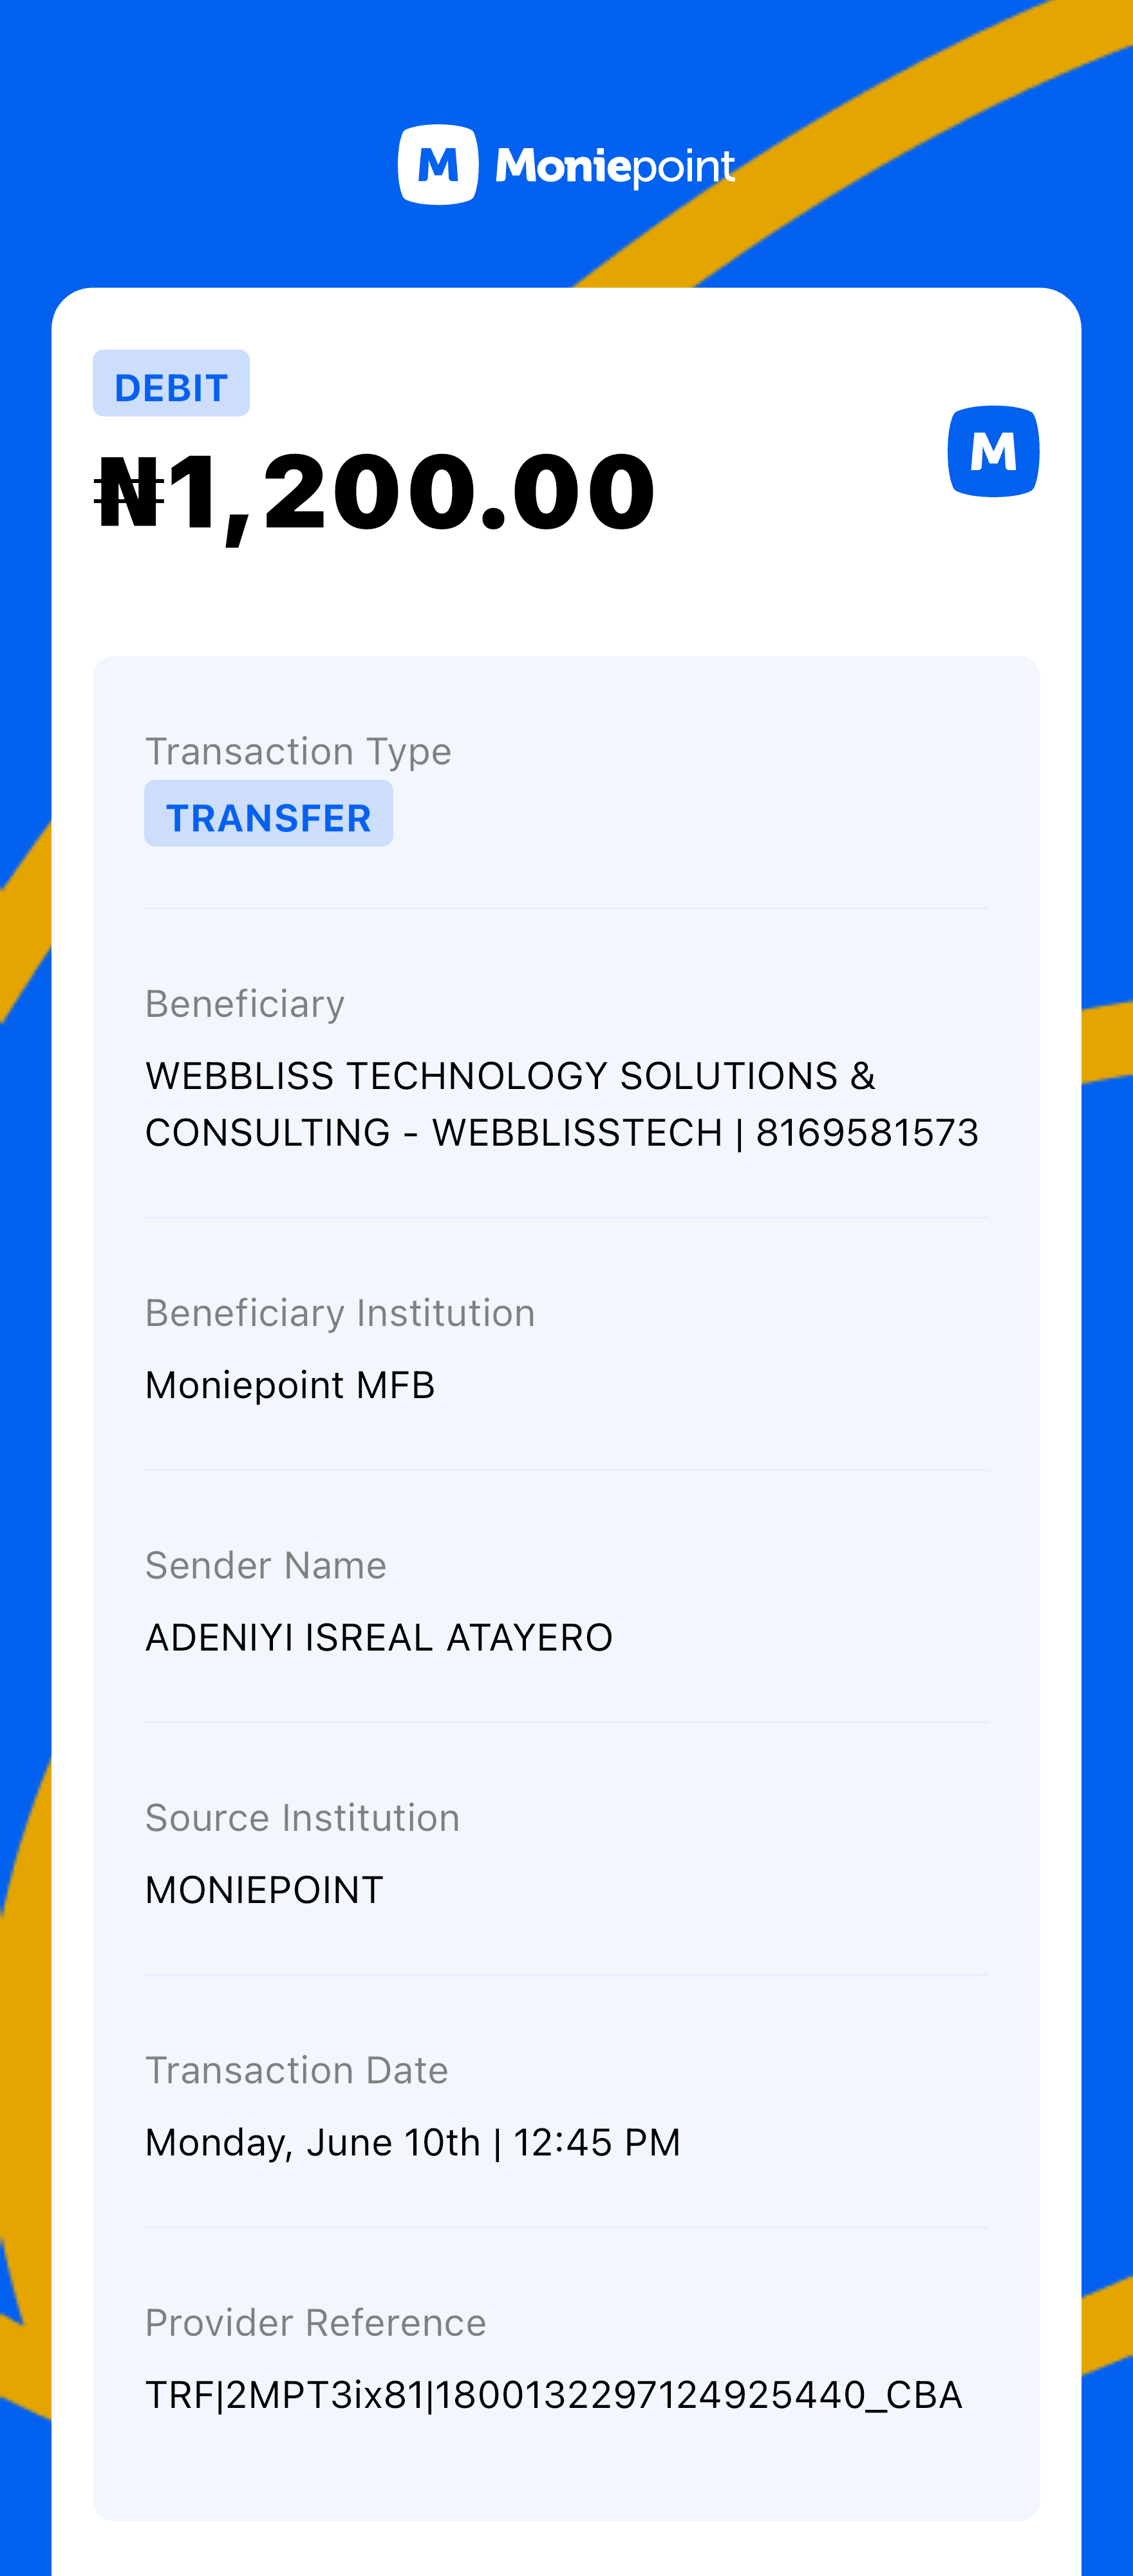 M Moniepoint
DEBIT
₦1,200.00
M
Transaction Type
TRANSFER
Beneficiary
WEBBLISS TECHNOLOGY SOLUTIONS &
CONSULTING - WEBBLISSTECH | 8169581573
Beneficiary Institution
Moniepoint MFB
Sender Name
ADENIYI ISREAL ATAYERO
Source Institution
MONIEPOINT
Transaction Date
Monday, June 10th | 12:45 PM
Provider Reference
TRF|2MPT3ix81|1800132297124925440_CBA